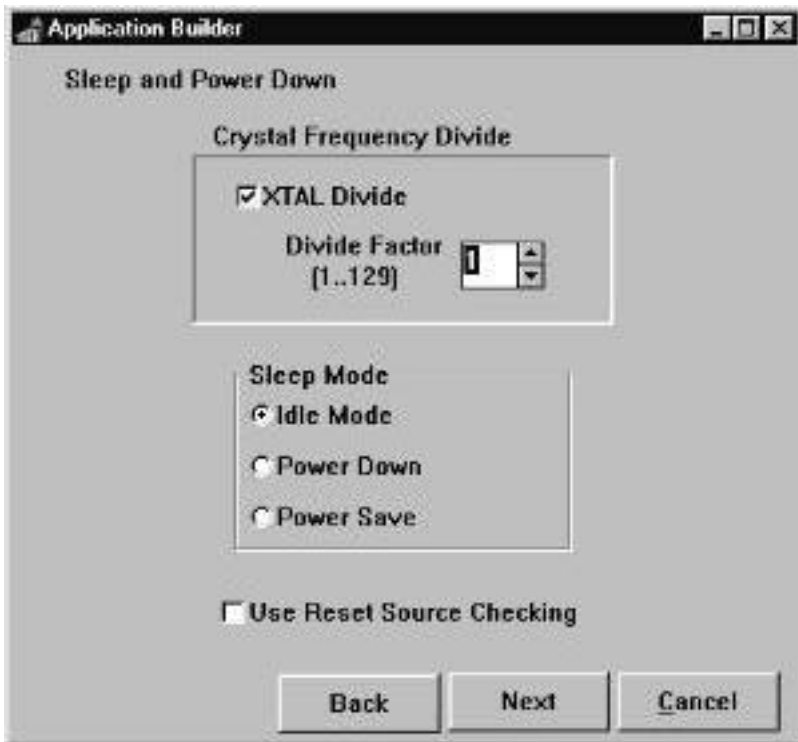 Application Builder
Sleep and Power Down
Crystal Frequency Divide
XTAL Divide
Divide Factor
(1..129)
1
Sleep Mode
Idle Mode
Power Down
Power Save
Use Reset Source Checking
Back
Next
Cancel